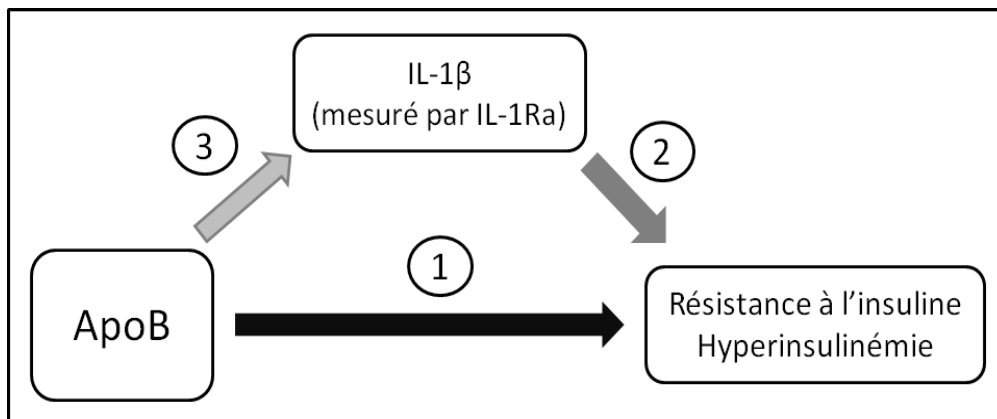 IL-1β
(mesuré par IL-1Ra)
3
2
1
ApoB
Résistance à l’insuline
Hyperinsulinémie